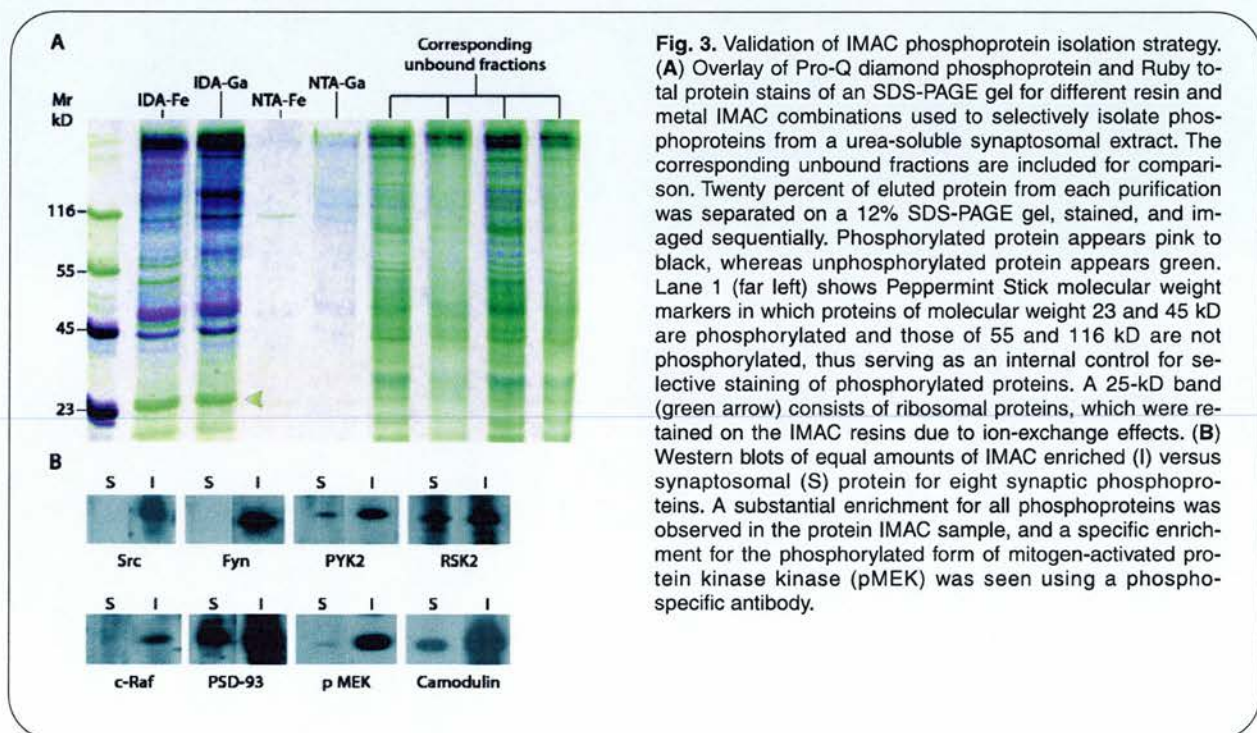 A
Mr
kD
IDA-Fe
IDA-Ga
NTA-Fe
NTA-Ga
Corresponding
unbound fractions
116
55
45
23
B
S I S I S I S I
Src Fyn PYK2 RSK2
S I S I S I S I
c-Raf PSD-93 p MEK Camodulin
Fig. 3. Validation of IMAC phosphoprotein isolation strategy.
(A) Overlay of Pro-Q diamond phosphoprotein and Ruby to-
tal protein stains of an SDS-PAGE gel for different resin and
metal IMAC combinations used to selectively isolate phos-
phoproteins from a urea-soluble synaptosomal extract. The
corresponding unbound fractions are included for compari-
son. Twenty percent of eluted protein from each purification
was separated on a 12% SDS-PAGE gel, stained, and im-
aged sequentially. Phosphorylated protein appears pink to
black, whereas unphosphorylated protein appears green.
Lane 1 (far left) shows Peppermint Stick molecular weight
markers in which proteins of molecular weight 23 and 45 kD
are phosphorylated and those of 55 and 116 kD are not
phosphorylated, thus serving as an internal control for se-
lective staining of phosphorylated proteins. A 25-kD band
(green arrow) consists of ribosomal proteins, which were re-
tained on the IMAC resins due to ion-exchange effects. (B)
Western blots of equal amounts of IMAC enriched (I) versus
synaptosomal (S) protein for eight synaptic phosphopro-
teins. A substantial enrichment for all phosphoproteins was
observed in the protein IMAC sample, and a specific enrich-
ment for the phosphorylated form of mitogen-activated pro-
tein kinase kinase (pMEK) was seen using a phospho-
specific antibody.